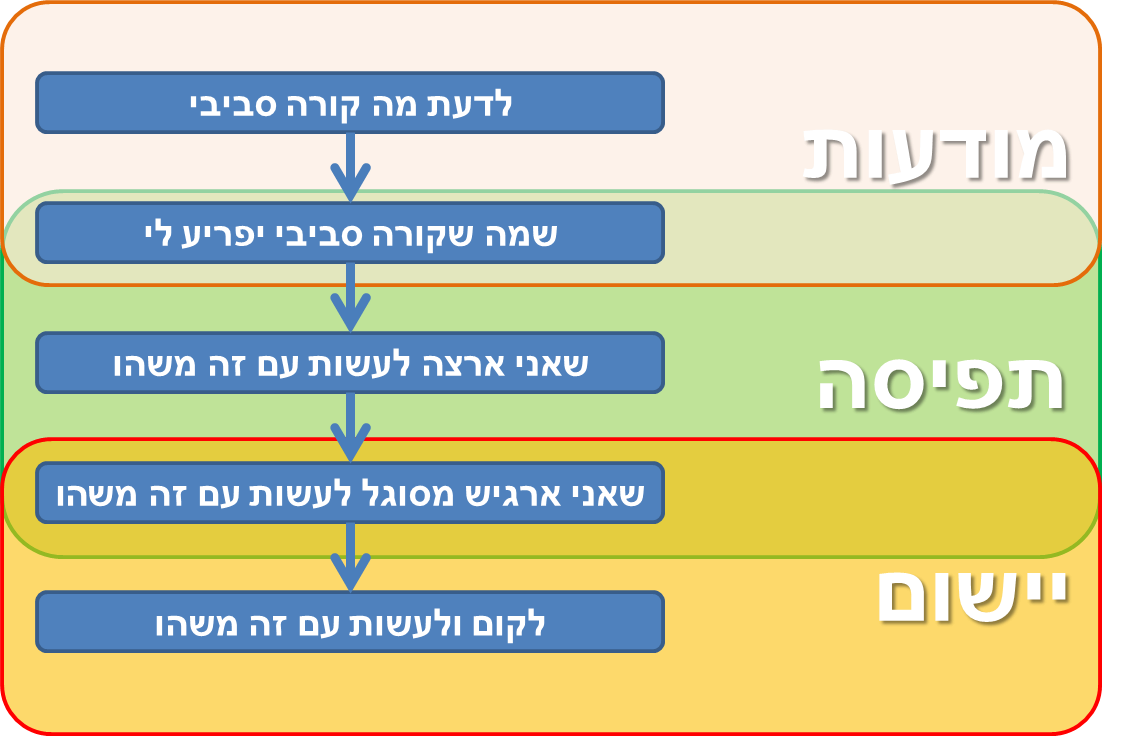 מודעות
לדעת מה קורה סביבי
שמה שקורה סביבי יפריע לי
תפיסה
שאני ארצה לעשות עם זה משהו
שאני ארגיש מסוגל לעשות עם זה משהו
יישום
לקום ולעשות עם זה משהו